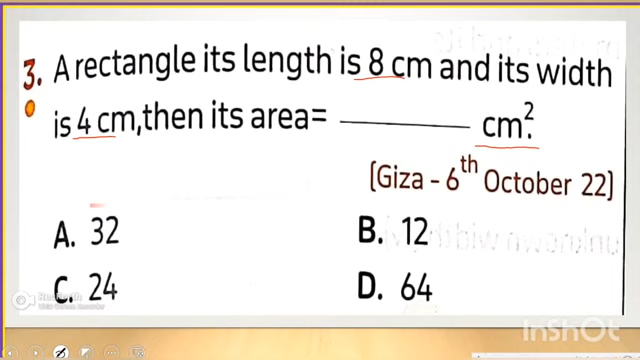 3. A rectangle its length is 8 cm and its width
is 4 cm, then its area= ________ cm².
(Giza - 6th October 22)
A. 32
B. 12
C. 24
D. 64
InShOt